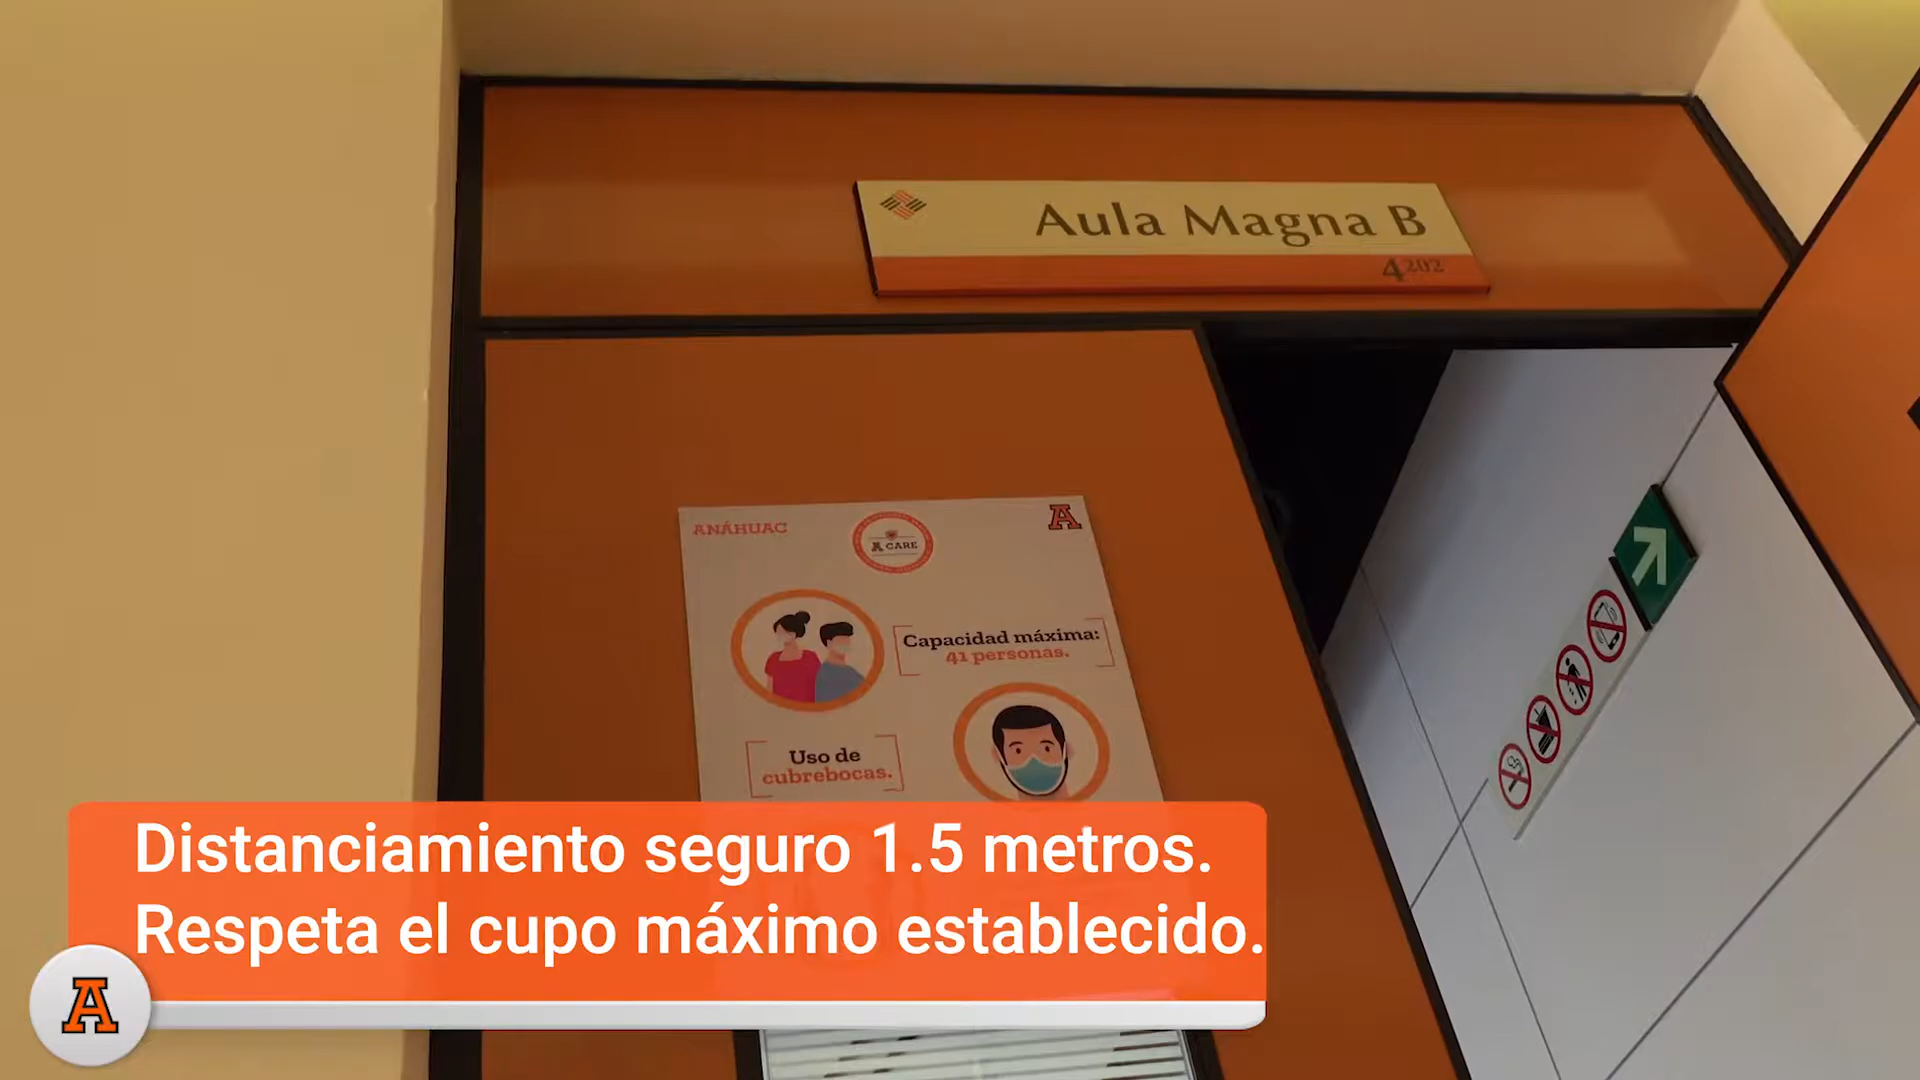 Aula Magna B
4202
ANÁHUAC
A
A CARE
Capacidad máxima:
41 personas.
Uso de
cubrebocas.
Distanciamiento seguro 1.5 metros.
Respeta el cupo máximo establecido.
A